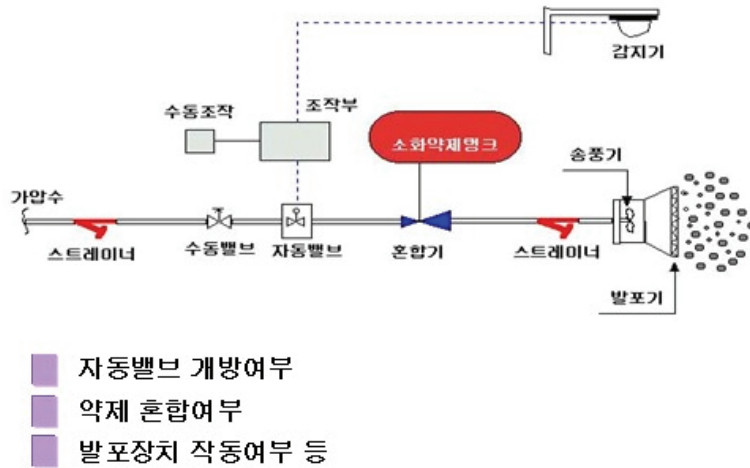 감지기
수동조작
조작부
소화약제탱크
송풍기
가압수
스트레이너
수동밸브
자동밸브
혼합기
스트레이너
발포기
자동밸브 개방여부
약제 혼합여부
발포장치 작동여부 등